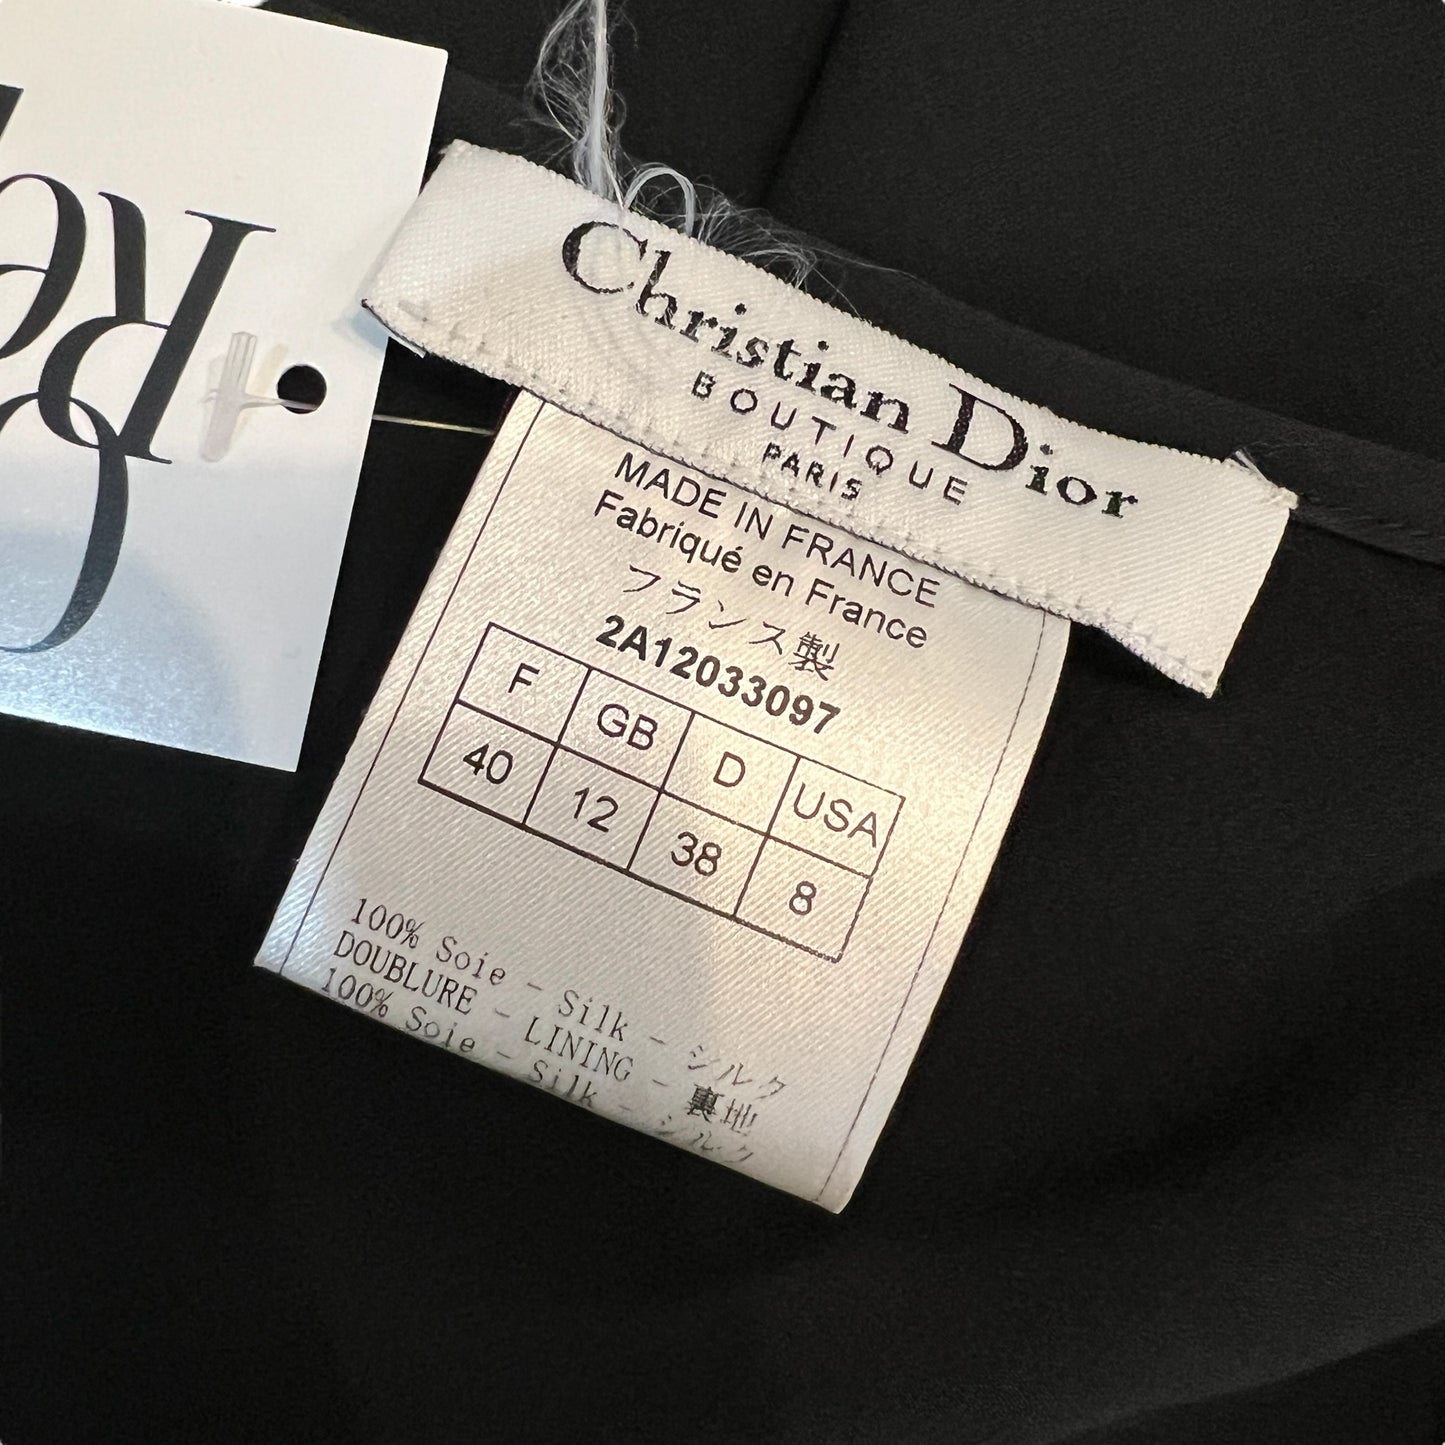 Christian Dior
BOUTIQUE
PARIS
MADE IN FRANCE
Fabriqué en France
フランス製
2A12033097
F GB D USA
40 12 38 8
100% Soie - Silk - シルク
DOUBLURE - LINING - 裏地
100% Soie - Silk - シルク